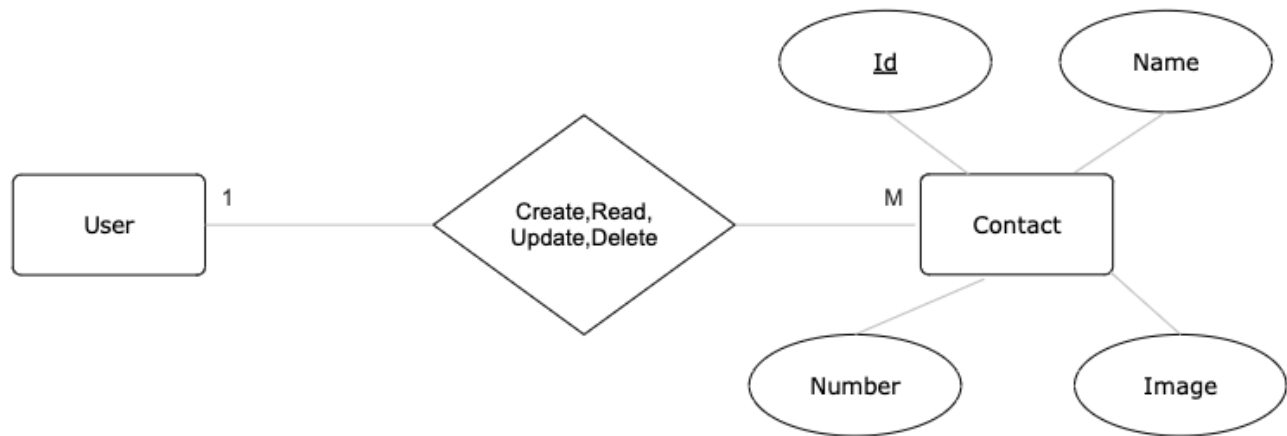 Id
Name
User
1
Create,Read,
Update,Delete
M
Contact
Number
Image